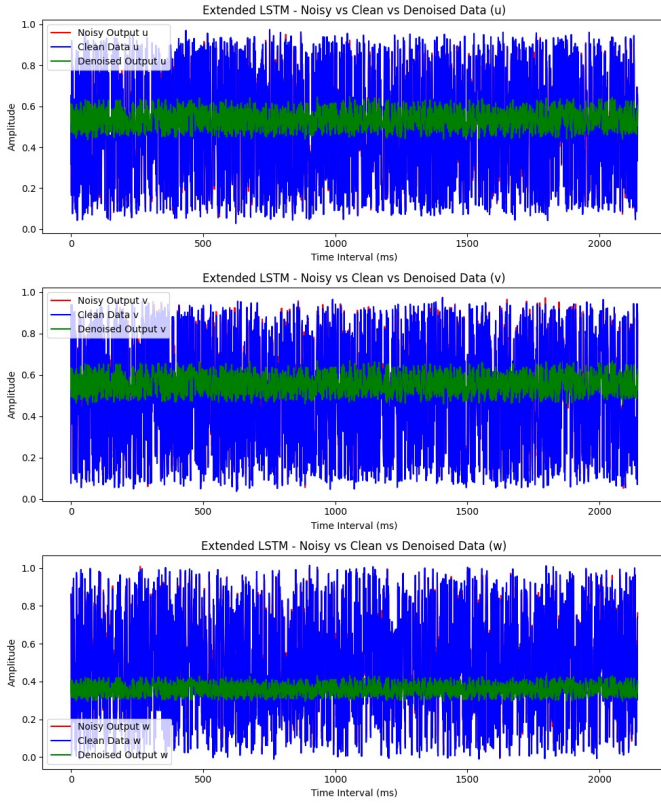 Extended LSTM - Noisy vs Clean vs Denoised Data (u)
Noisy Output u
Clean Data u
Denoised Output u
Amplitude
1.0
0.8
0.6
0.4
0.2
0.0
0
500
1000
1500
2000
Time Interval (ms)
Extended LSTM - Noisy vs Clean vs Denoised Data (v)
Noisy Output v
Clean Data v
Denoised Output v
Amplitude
1.0
0.8
0.6
0.4
0.2
0.0
0
500
1000
1500
2000
Time Interval (ms)
Extended LSTM - Noisy vs Clean vs Denoised Data (w)
Amplitude
1.0
0.8
0.6
0.4
0.2
0.0
Noisy Output w
Clean Data w
Denoised Output w
0
500
1000
1500
2000
Time Interval (ms)